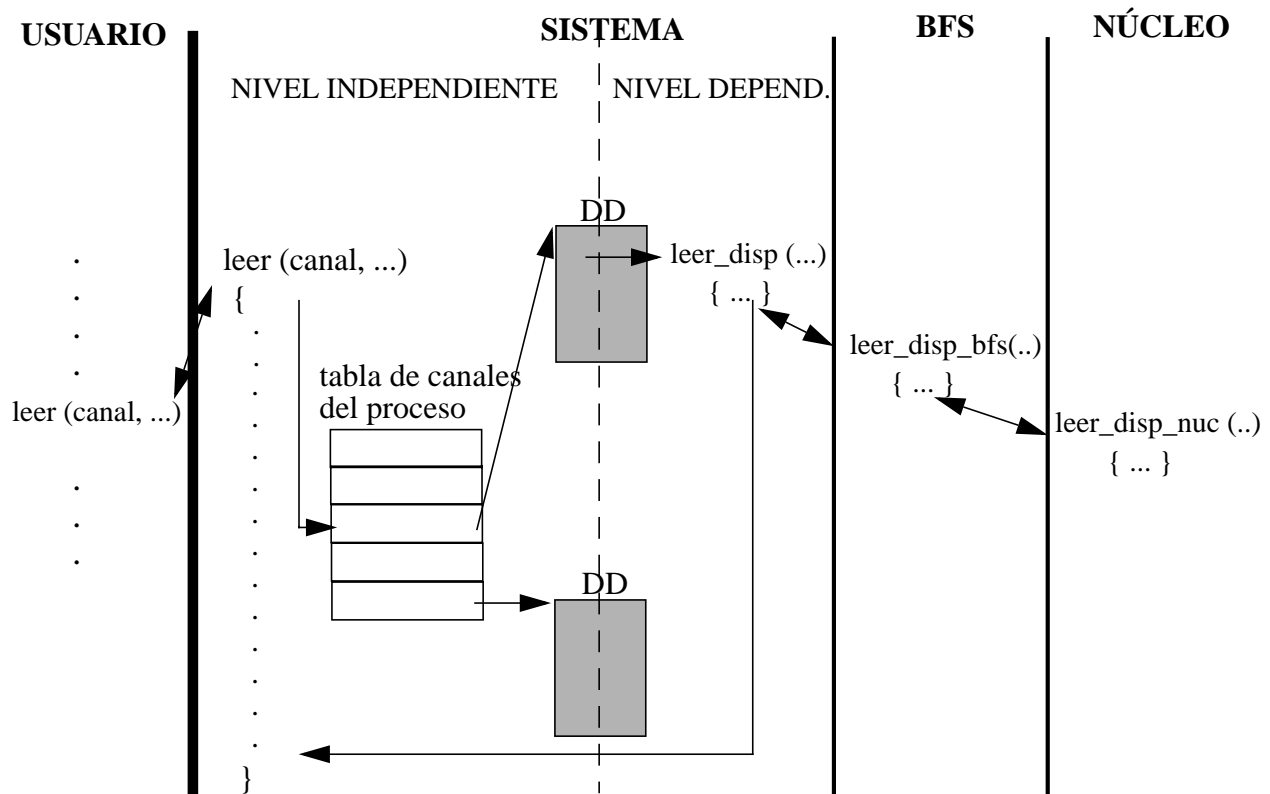 USUARIO
SISTEMA
BFS
NÚCLEO
NIVEL INDEPENDIENTE
NIVEL DEPEND.
DD
leer (canal, ...)
{
leer_disp (...)
{ ... }
leer_disp_bfs(..)
{ ... }
tabla de canales
del proceso
leer (canal, ...)
leer_disp_nuc (..)
{ ... }
DD
}